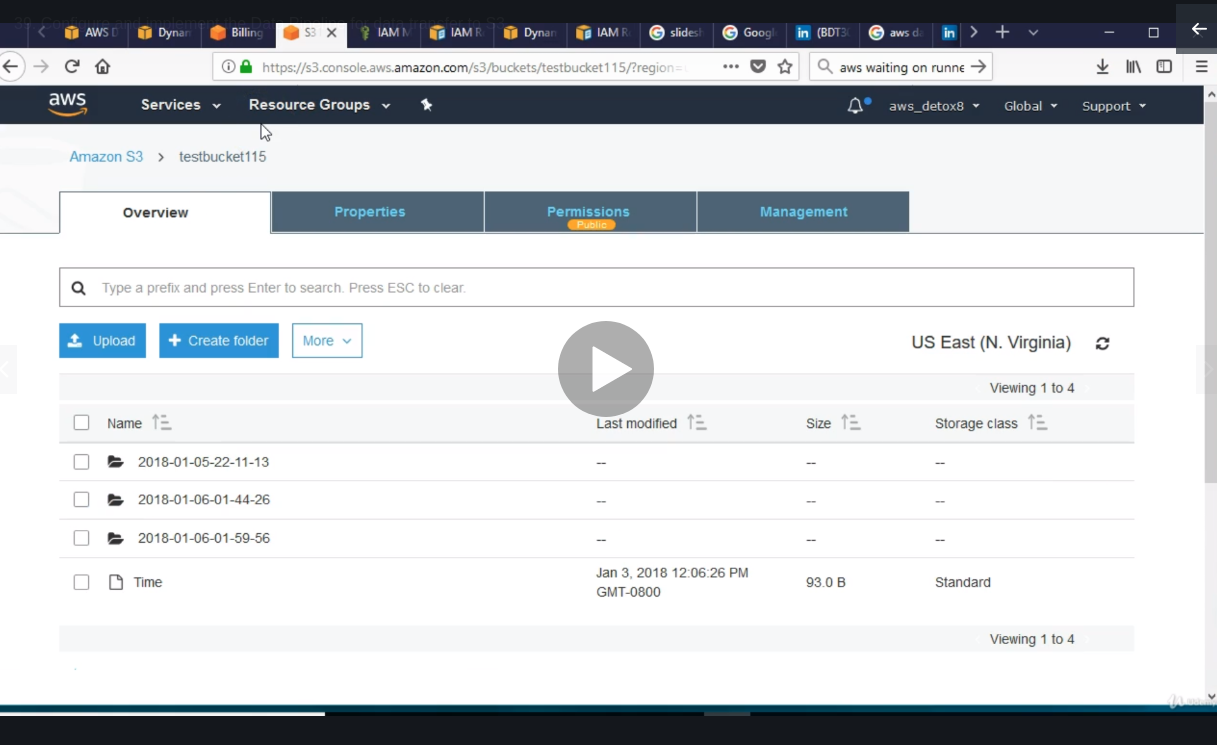 AWS D Dynar Billing S3 IAM M IAM R Dynan IAM R slides Googl in (BDT30 aws da in
https://s3.console.aws.amazon.com/s3/buckets/testbucket115/?region= aws waiting on runne
aws Services Resource Groups aws_detox8 Global Support
Amazon S3 > testbucket115
Overview Properties Permissions Management
Public
Type a prefix and press Enter to search. Press ESC to clear.
Upload + Create folder More US East (N. Virginia)
Viewing 1 to 4
Name Last modified Size Storage class
2018-01-05-22-11-13 -- -- --
2018-01-06-01-44-26 -- -- --
2018-01-06-01-59-56 -- -- --
Time Jan 3, 2018 12:06:26 PM GMT-0800 93.0 B Standard
Viewing 1 to 4